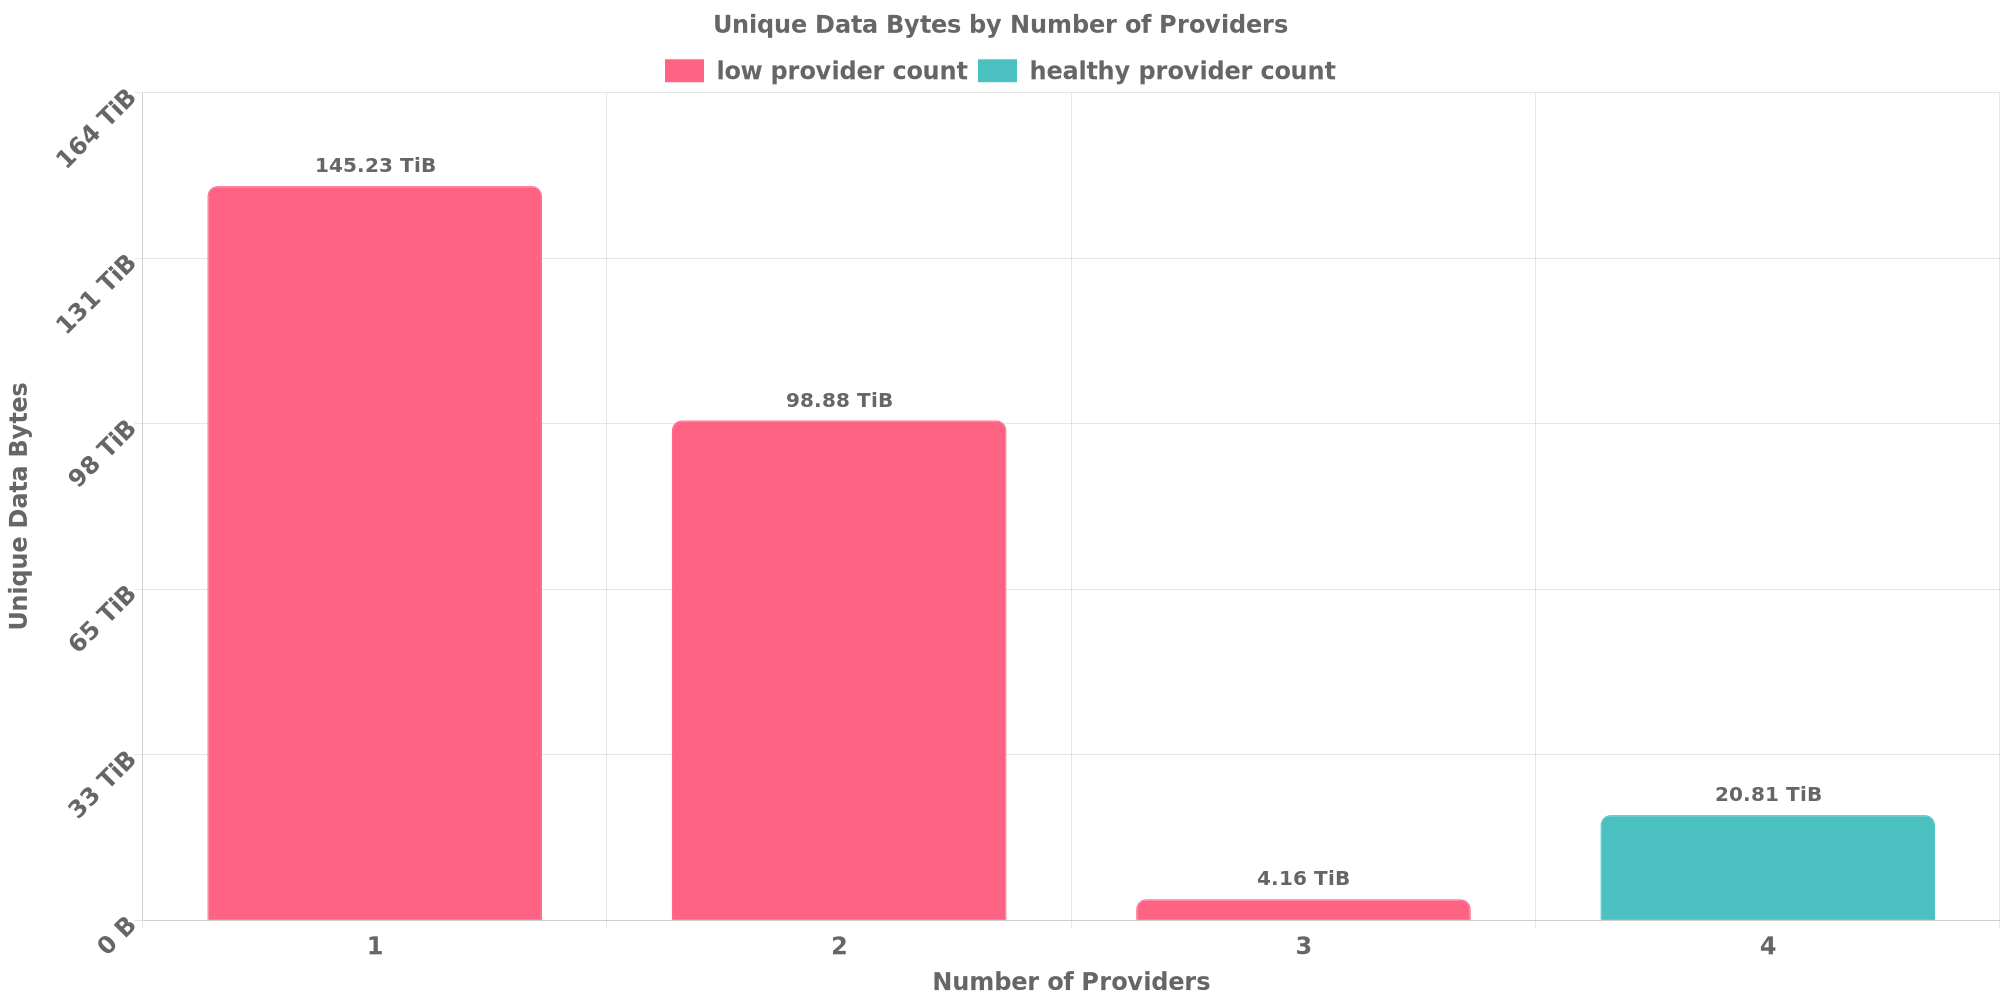 Unique Data Bytes by Number of Providers
low provider count
healthy provider count
164 TiB
131 TiB
98 TiB
65 TiB
33 TiB
0 B
Unique Data Bytes
145.23 TiB
98.88 TiB
4.16 TiB
20.81 TiB
1
2
3
4
Number of Providers